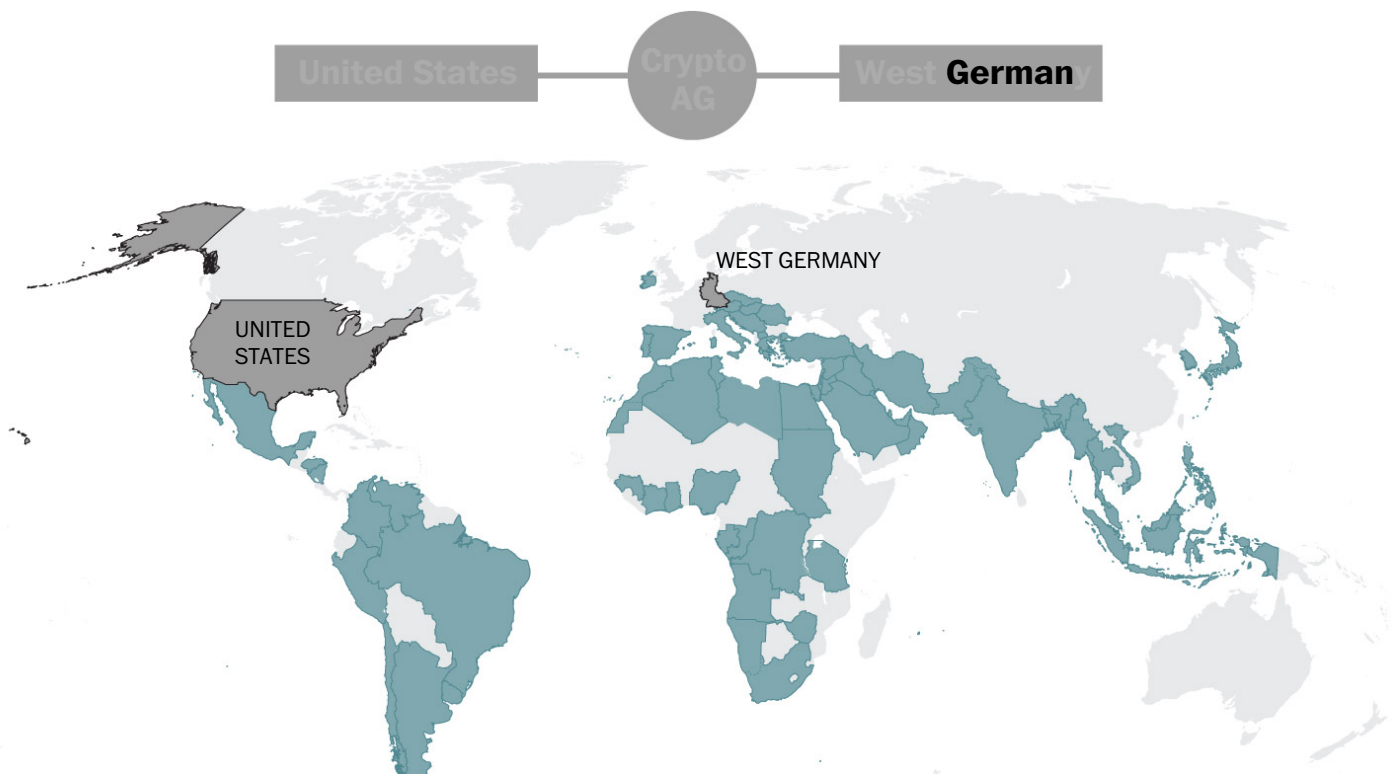 United States
Crypto
AG
West Germany
WEST GERMANY
UNITED
STATES